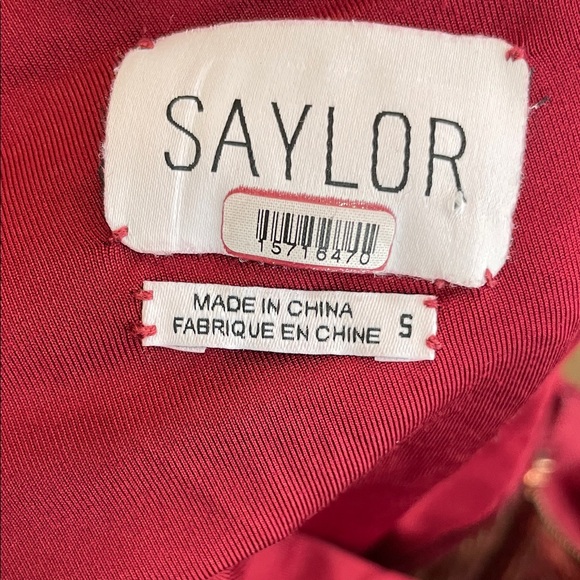 SAYLOR
15716470
MADE IN CHINA
FABRIQUE EN CHINE S